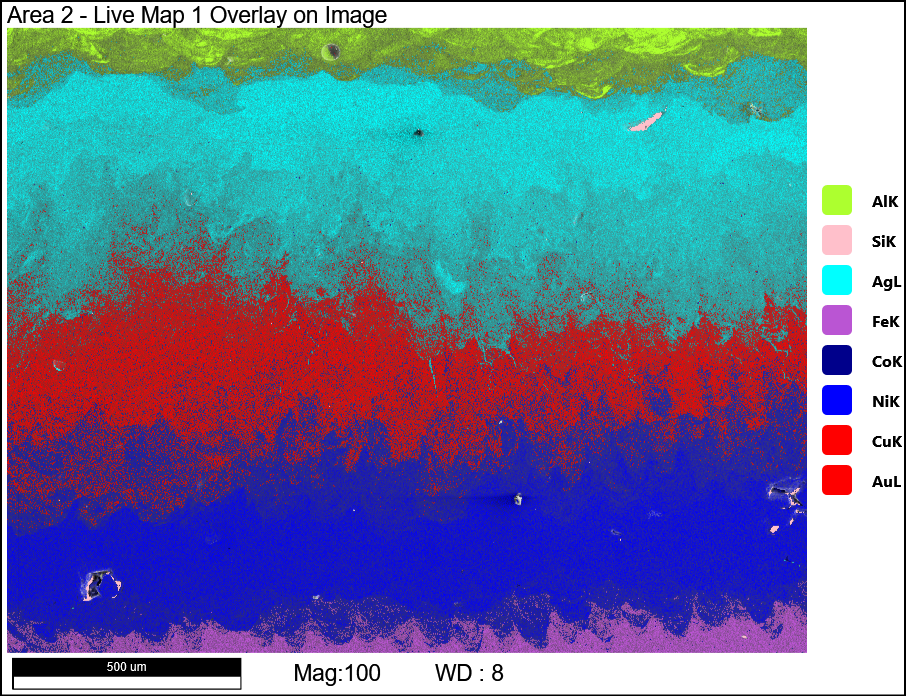 Area 2 - Live Map 1 Overlay on Image
AlK
SiK
AgL
FeK
CoK
NiK
CuK
AuL
500 um
Mag:100 WD : 8